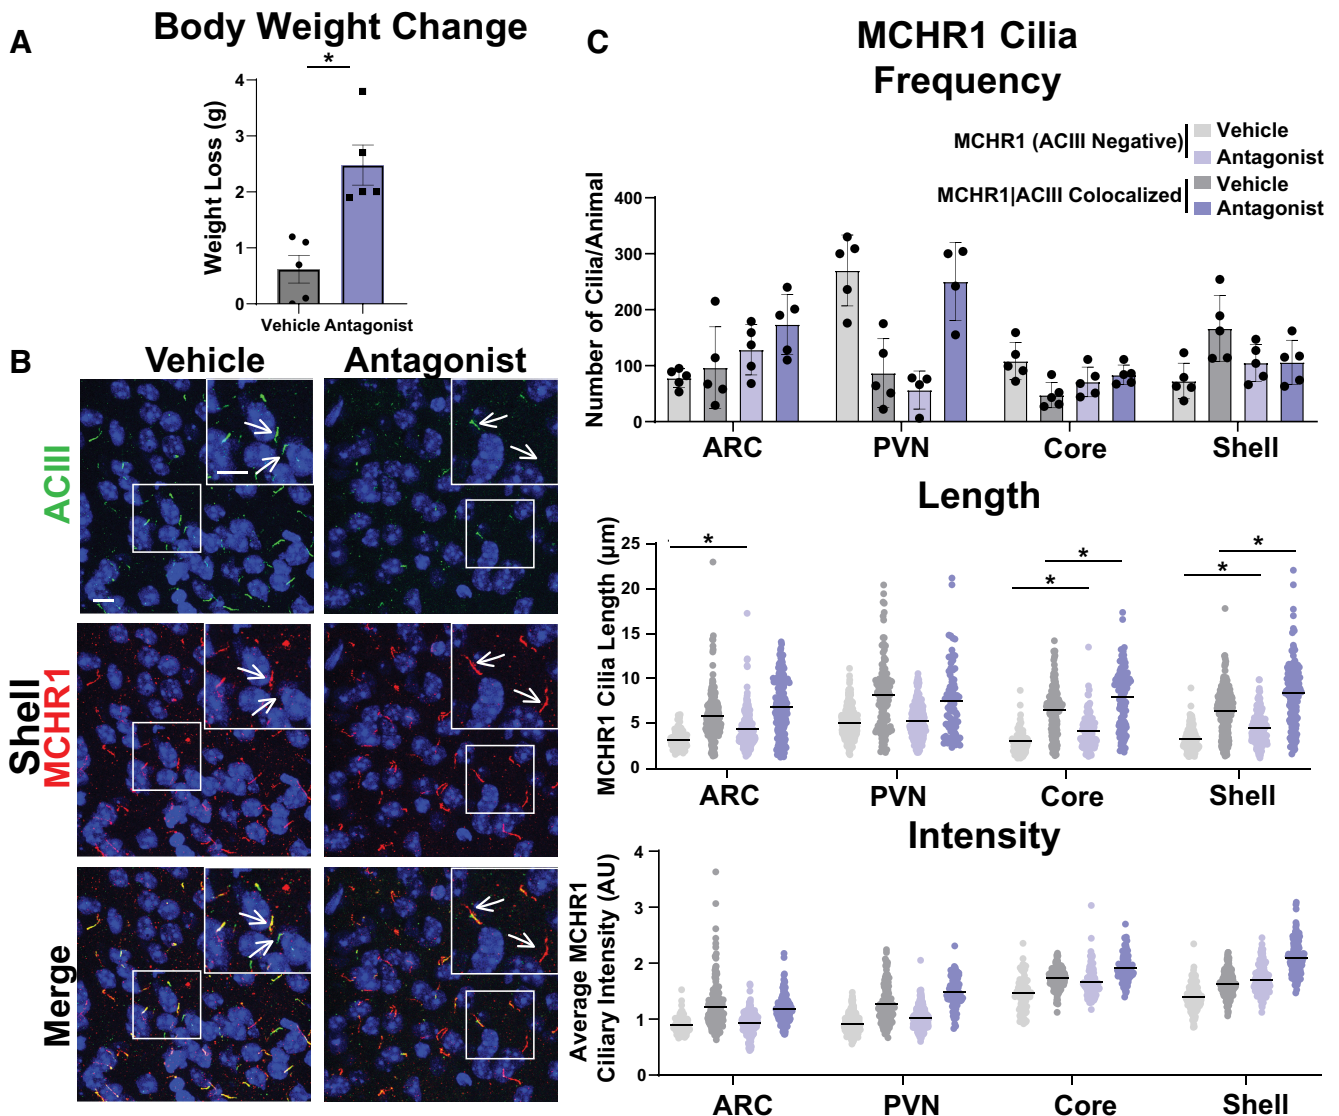 A
Body Weight Change
*
Weight Loss (g)
4
3
2
1
0
Vehicle Antagonist
B
Vehicle Antagonist
ACIII
Shell
MCHR1
Merge
C
MCHR1 Cilia
Frequency
MCHR1 (ACIII Negative)
Vehicle
Antagonist
MCHR1|ACIII Colocalized
Vehicle
Antagonist
Number of Cilia/Animal
400
300
200
100
0
ARC PVN Core Shell
Length
MCHR1 Cilia Length (µm)
25
20
15
10
5
0
* * * * *
ARC PVN Core Shell
Intensity
Average MCHR1
Ciliary Intensity (AU)
4
3
2
1
0
ARC PVN Core Shell